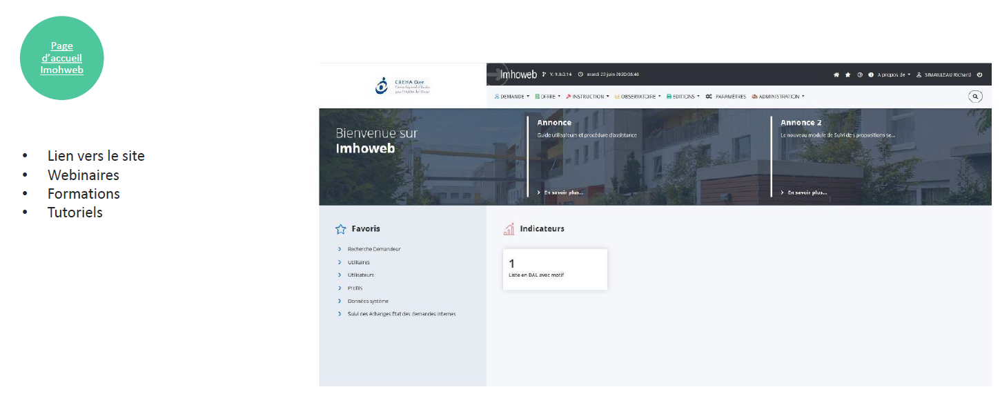 Page
d'accueil
Imohweb
• Lien vers le site
• Webinaires
• Formations
• Tutoriels
CREHA Ouest
Centre Régional d'Études
pour l'Habitat de l'Ouest
Imhoweb V. 9.0.0.14 mardi 23 juin 2020 08:48 A propos de SIMAILLEAU Richard
DEMANDE OFFRE INSTRUCTION OBSERVATOIRE EDITIONS PARAMÈTRES ADMINISTRATION
Bienvenue sur
Imhoweb
Annonce
Guide utilisateurs et procédure d'assistance
> En savoir plus...
Annonce 2
Le nouveau module de Suivi des propositions se...
> En savoir plus...
Favoris
> Recherche Demandeur
> Utilitaires
> Utilisateurs
> Profils
> Données système
> Suivi des échanges Etat des demandes internes
Indicateurs
1
Liste en DAL avec motif